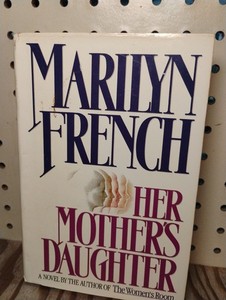 MARILYN
FRENCH
HER
MOTHER'S
DAUGHTER
A NOVEL BY THE AUTHOR OF The Women's Room